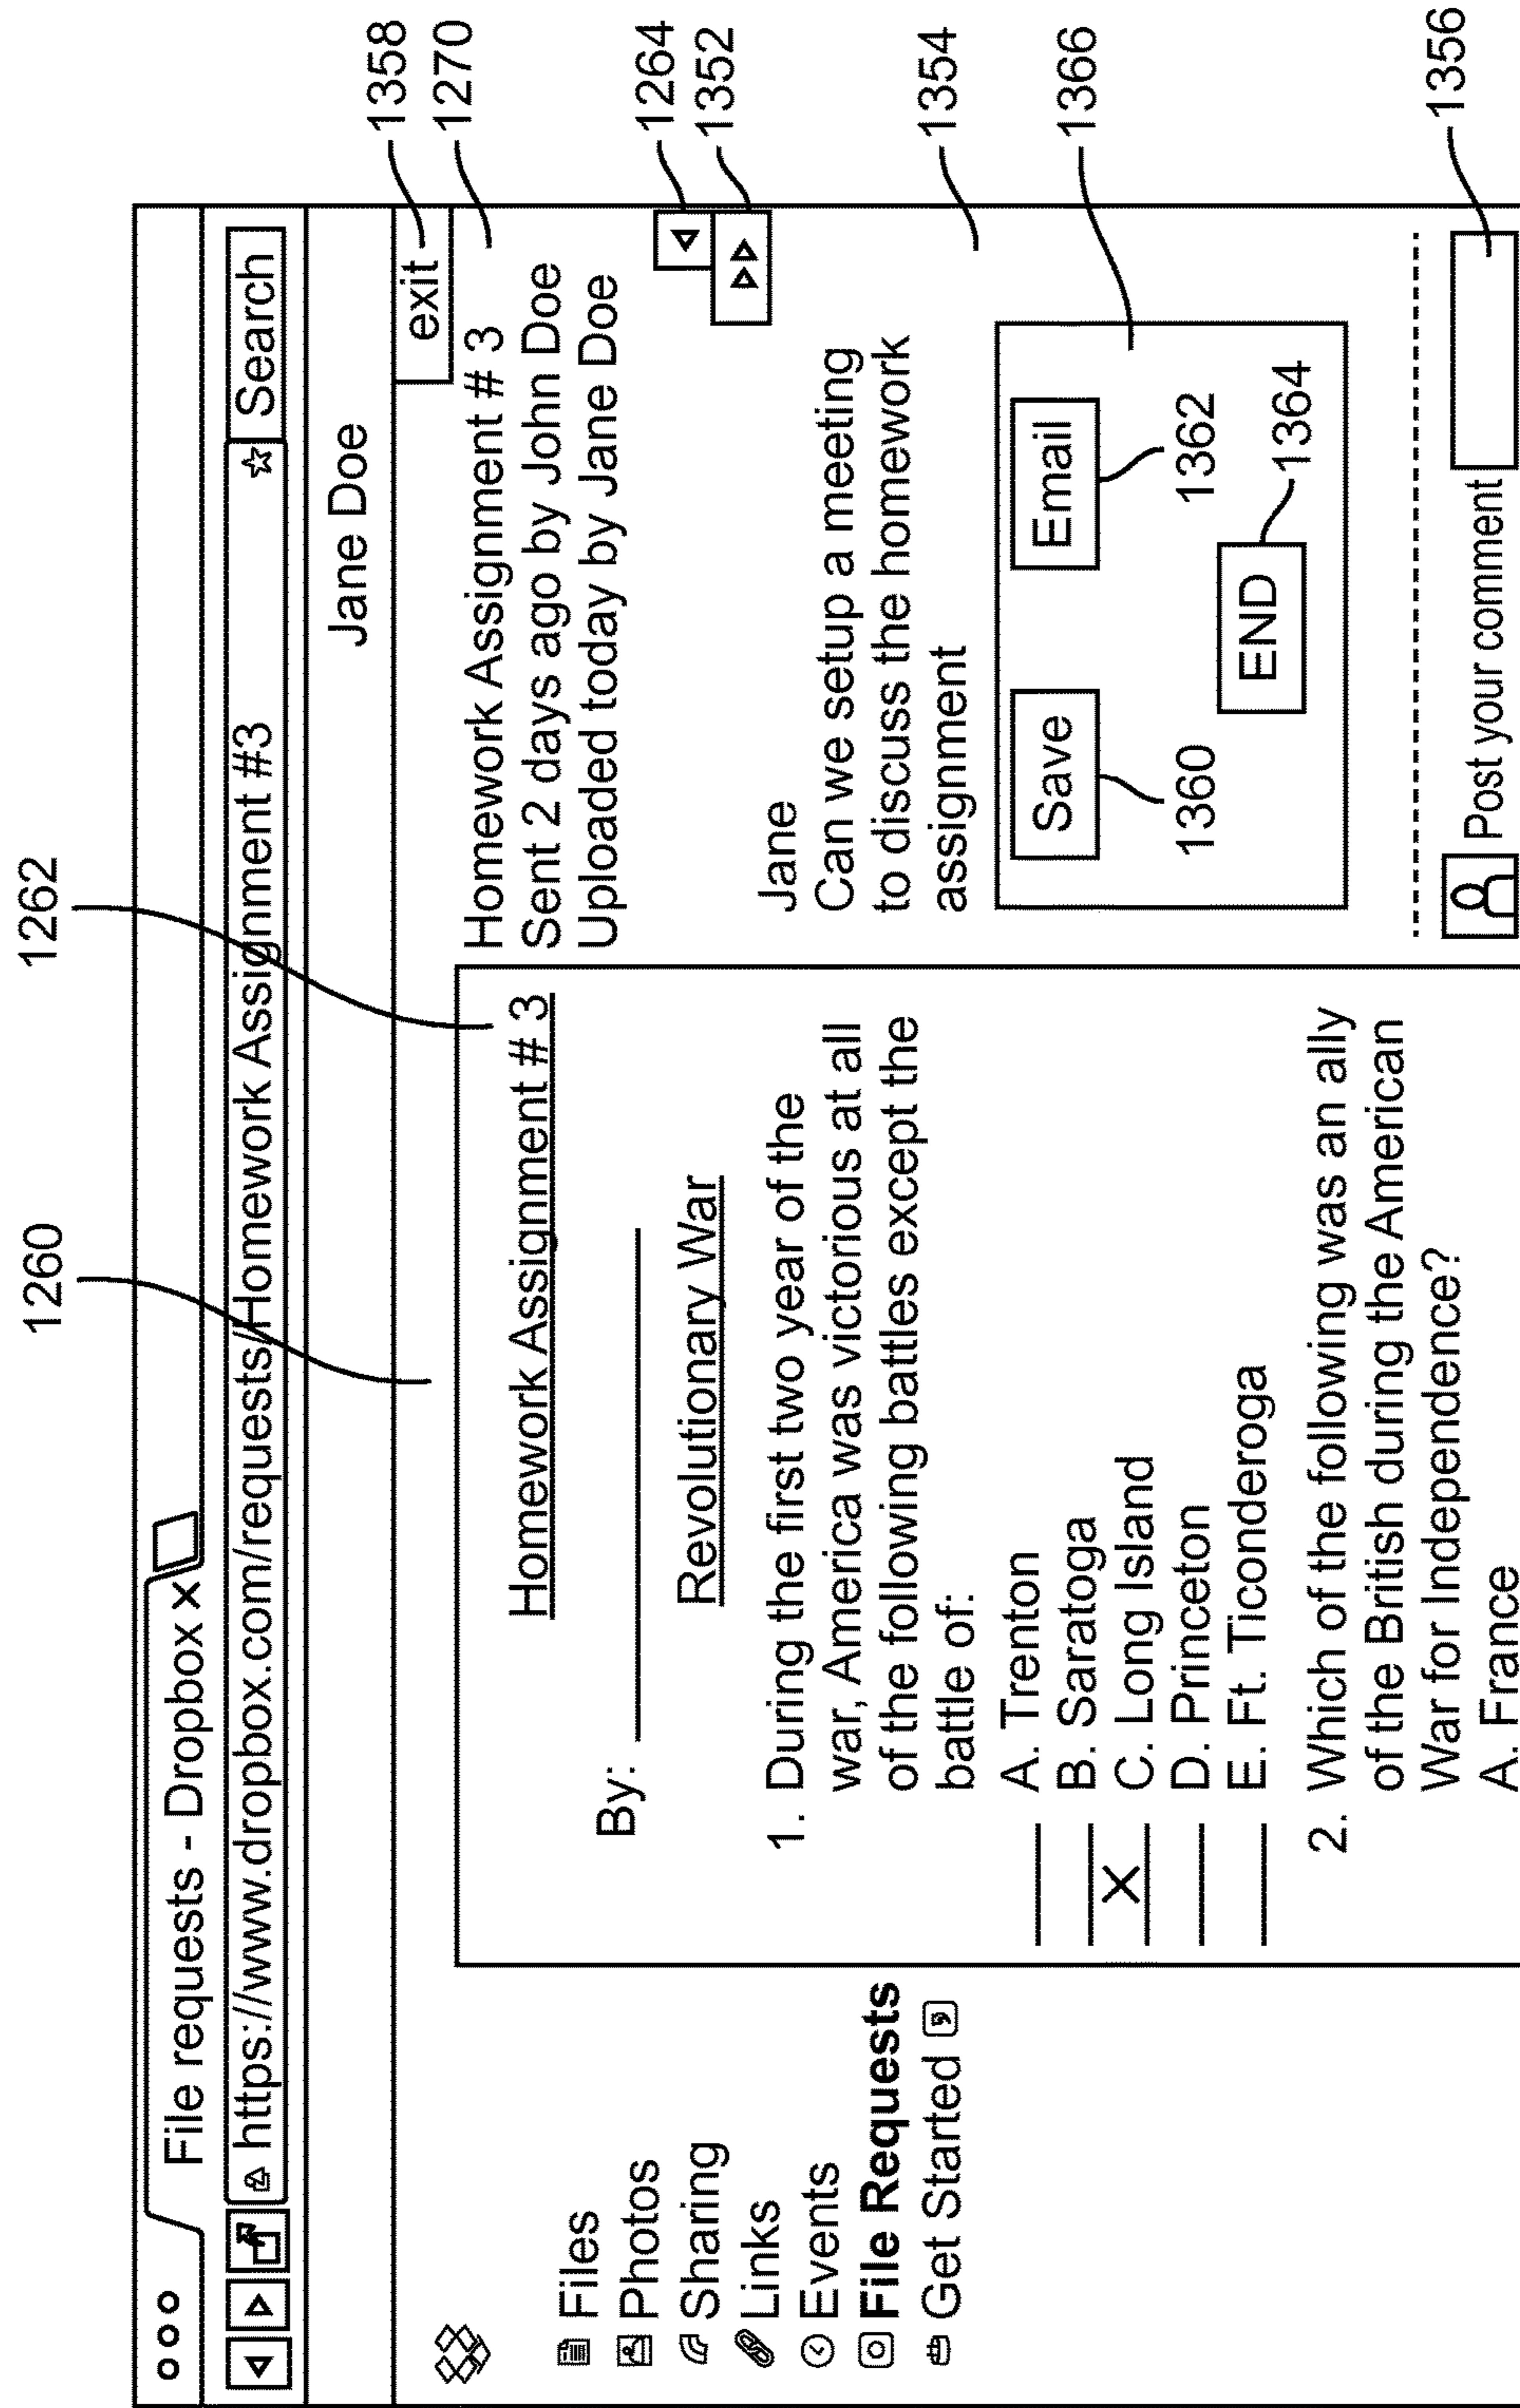 1260
1262
File requests - Dropbox X
https://www.dropbox.com/requests/Homework Assignment #3
Search
Jane Doe
exit
1358
1270
Files
Photos
Sharing
Links
Events
File Requests
Get Started
Homework Assignment # 3
By:
Revolutionary War
1. During the first two year of the
war, America was victorious at all
of the following battles except the
battle of:
A. Trenton
B. Saratoga
X C. Long Island
D. Princeton
E. Ft. Ticonderoga
2. Which of the following was an ally
of the British during the American
War for Independence?
A. France
Homework Assignment # 3
Sent 2 days ago by John Doe
Uploaded today by Jane Doe
1264
1352
Jane
Can we setup a meeting
to discuss the homework
assignment
1354
Save
Email
1360
1362
END
1364
1366
Post your comment
1356